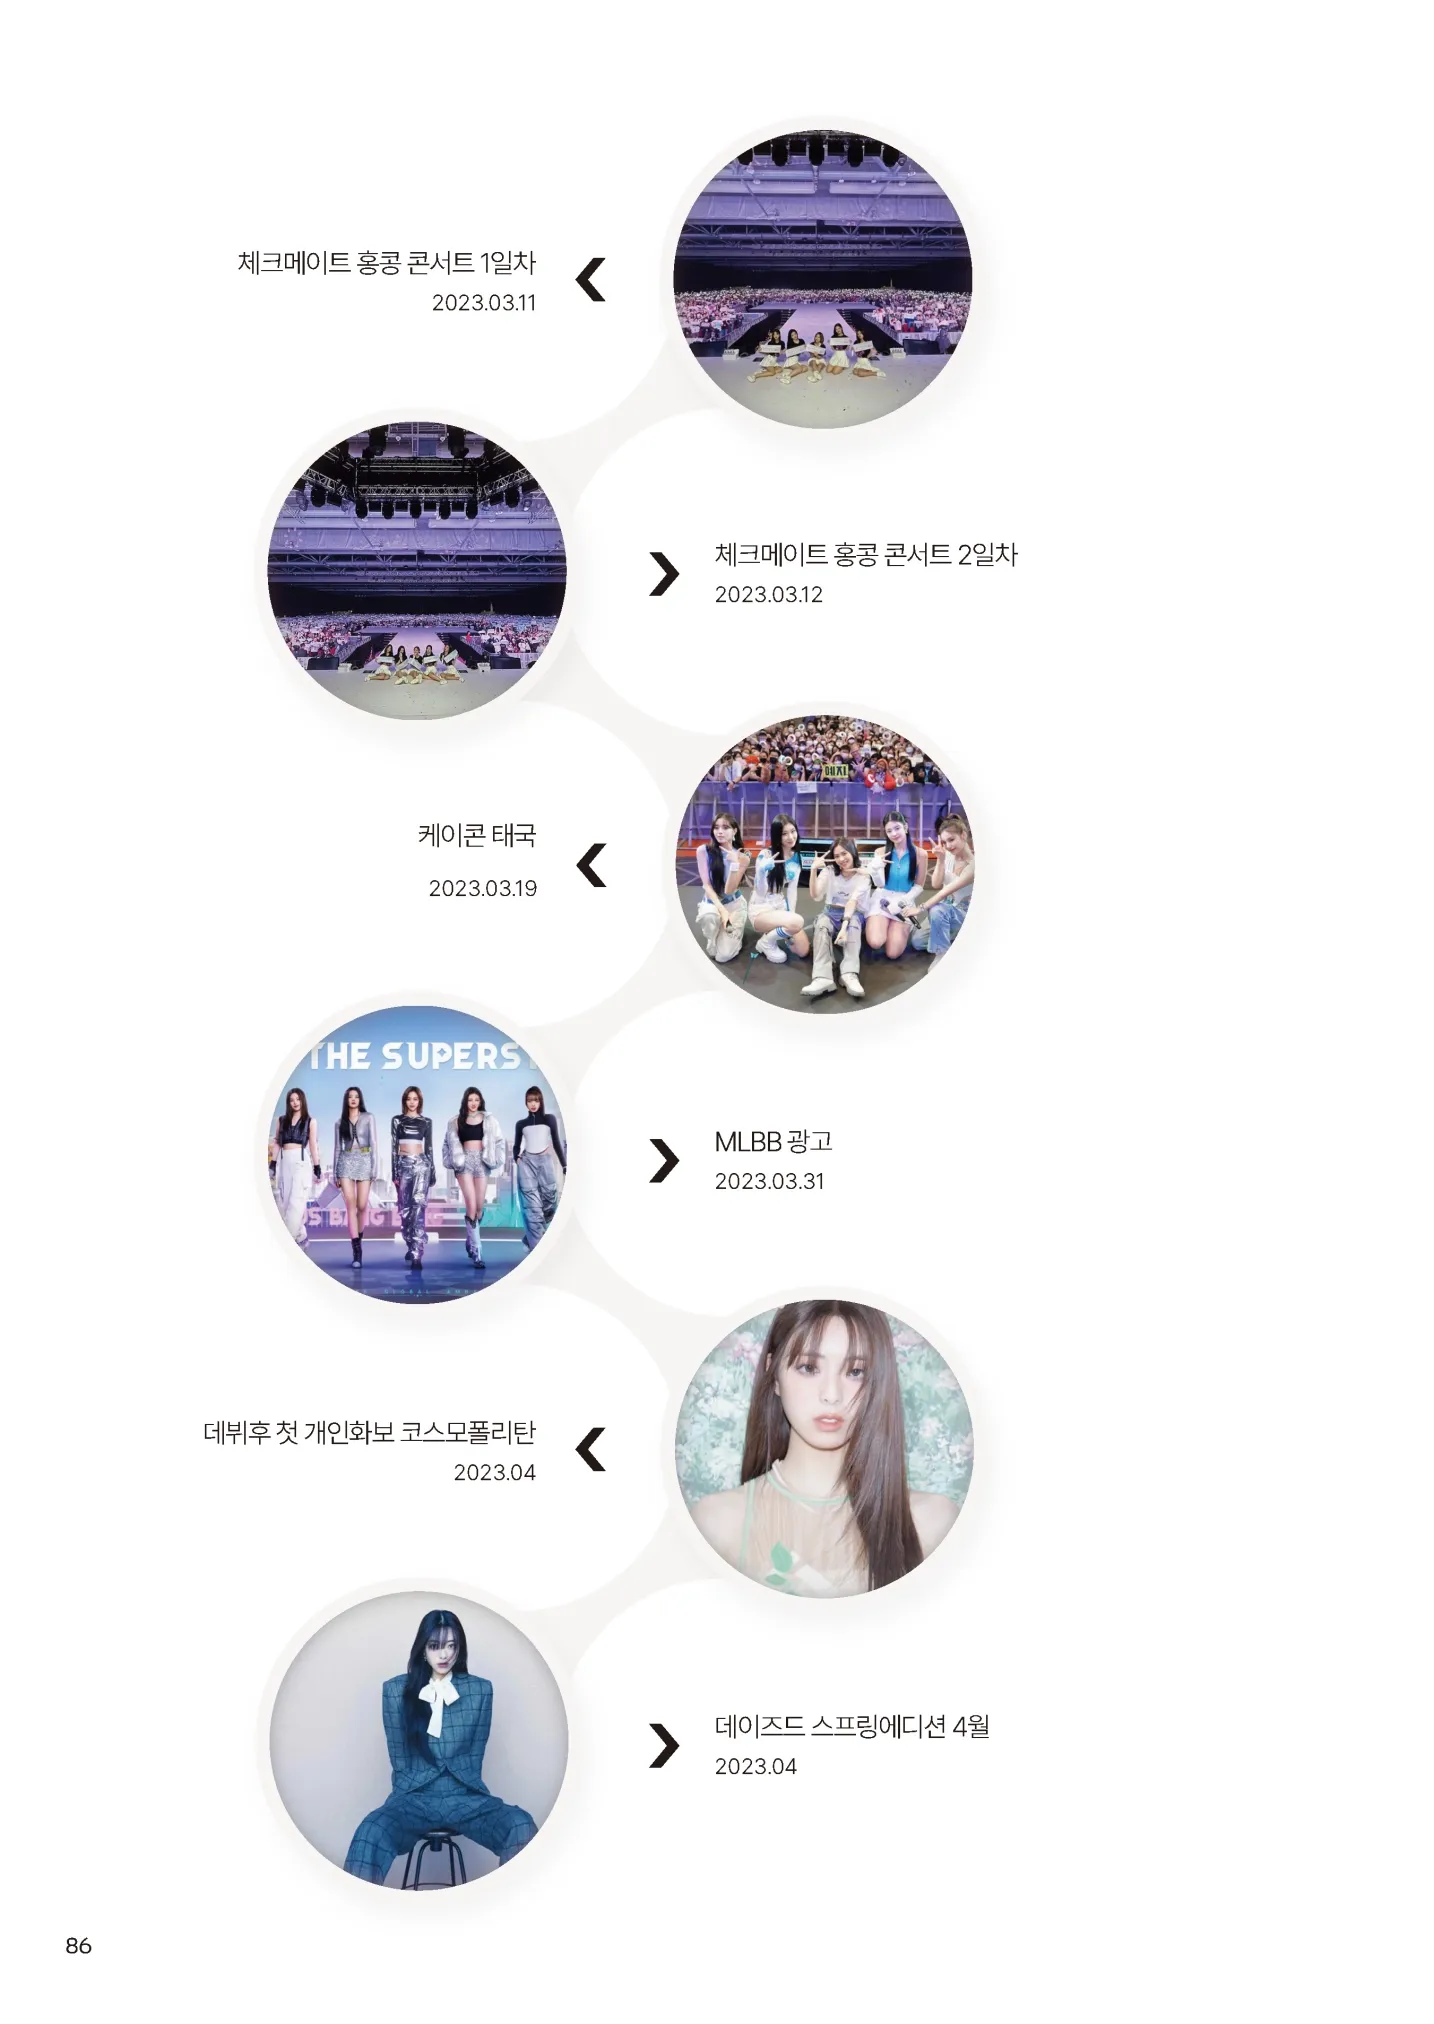 체크메이트 홍콩 콘서트 1일차
2023.03.11
체크메이트 홍콩 콘서트 2일차
2023.03.12
예지
케이콘 태국
2023.03.19
THE SUPERS
MLBB 광고
2023.03.31
데뷔후 첫 개인화보 코스모폴리탄
2023.04
데이즈드 스프링에디션 4월
2023.04
86